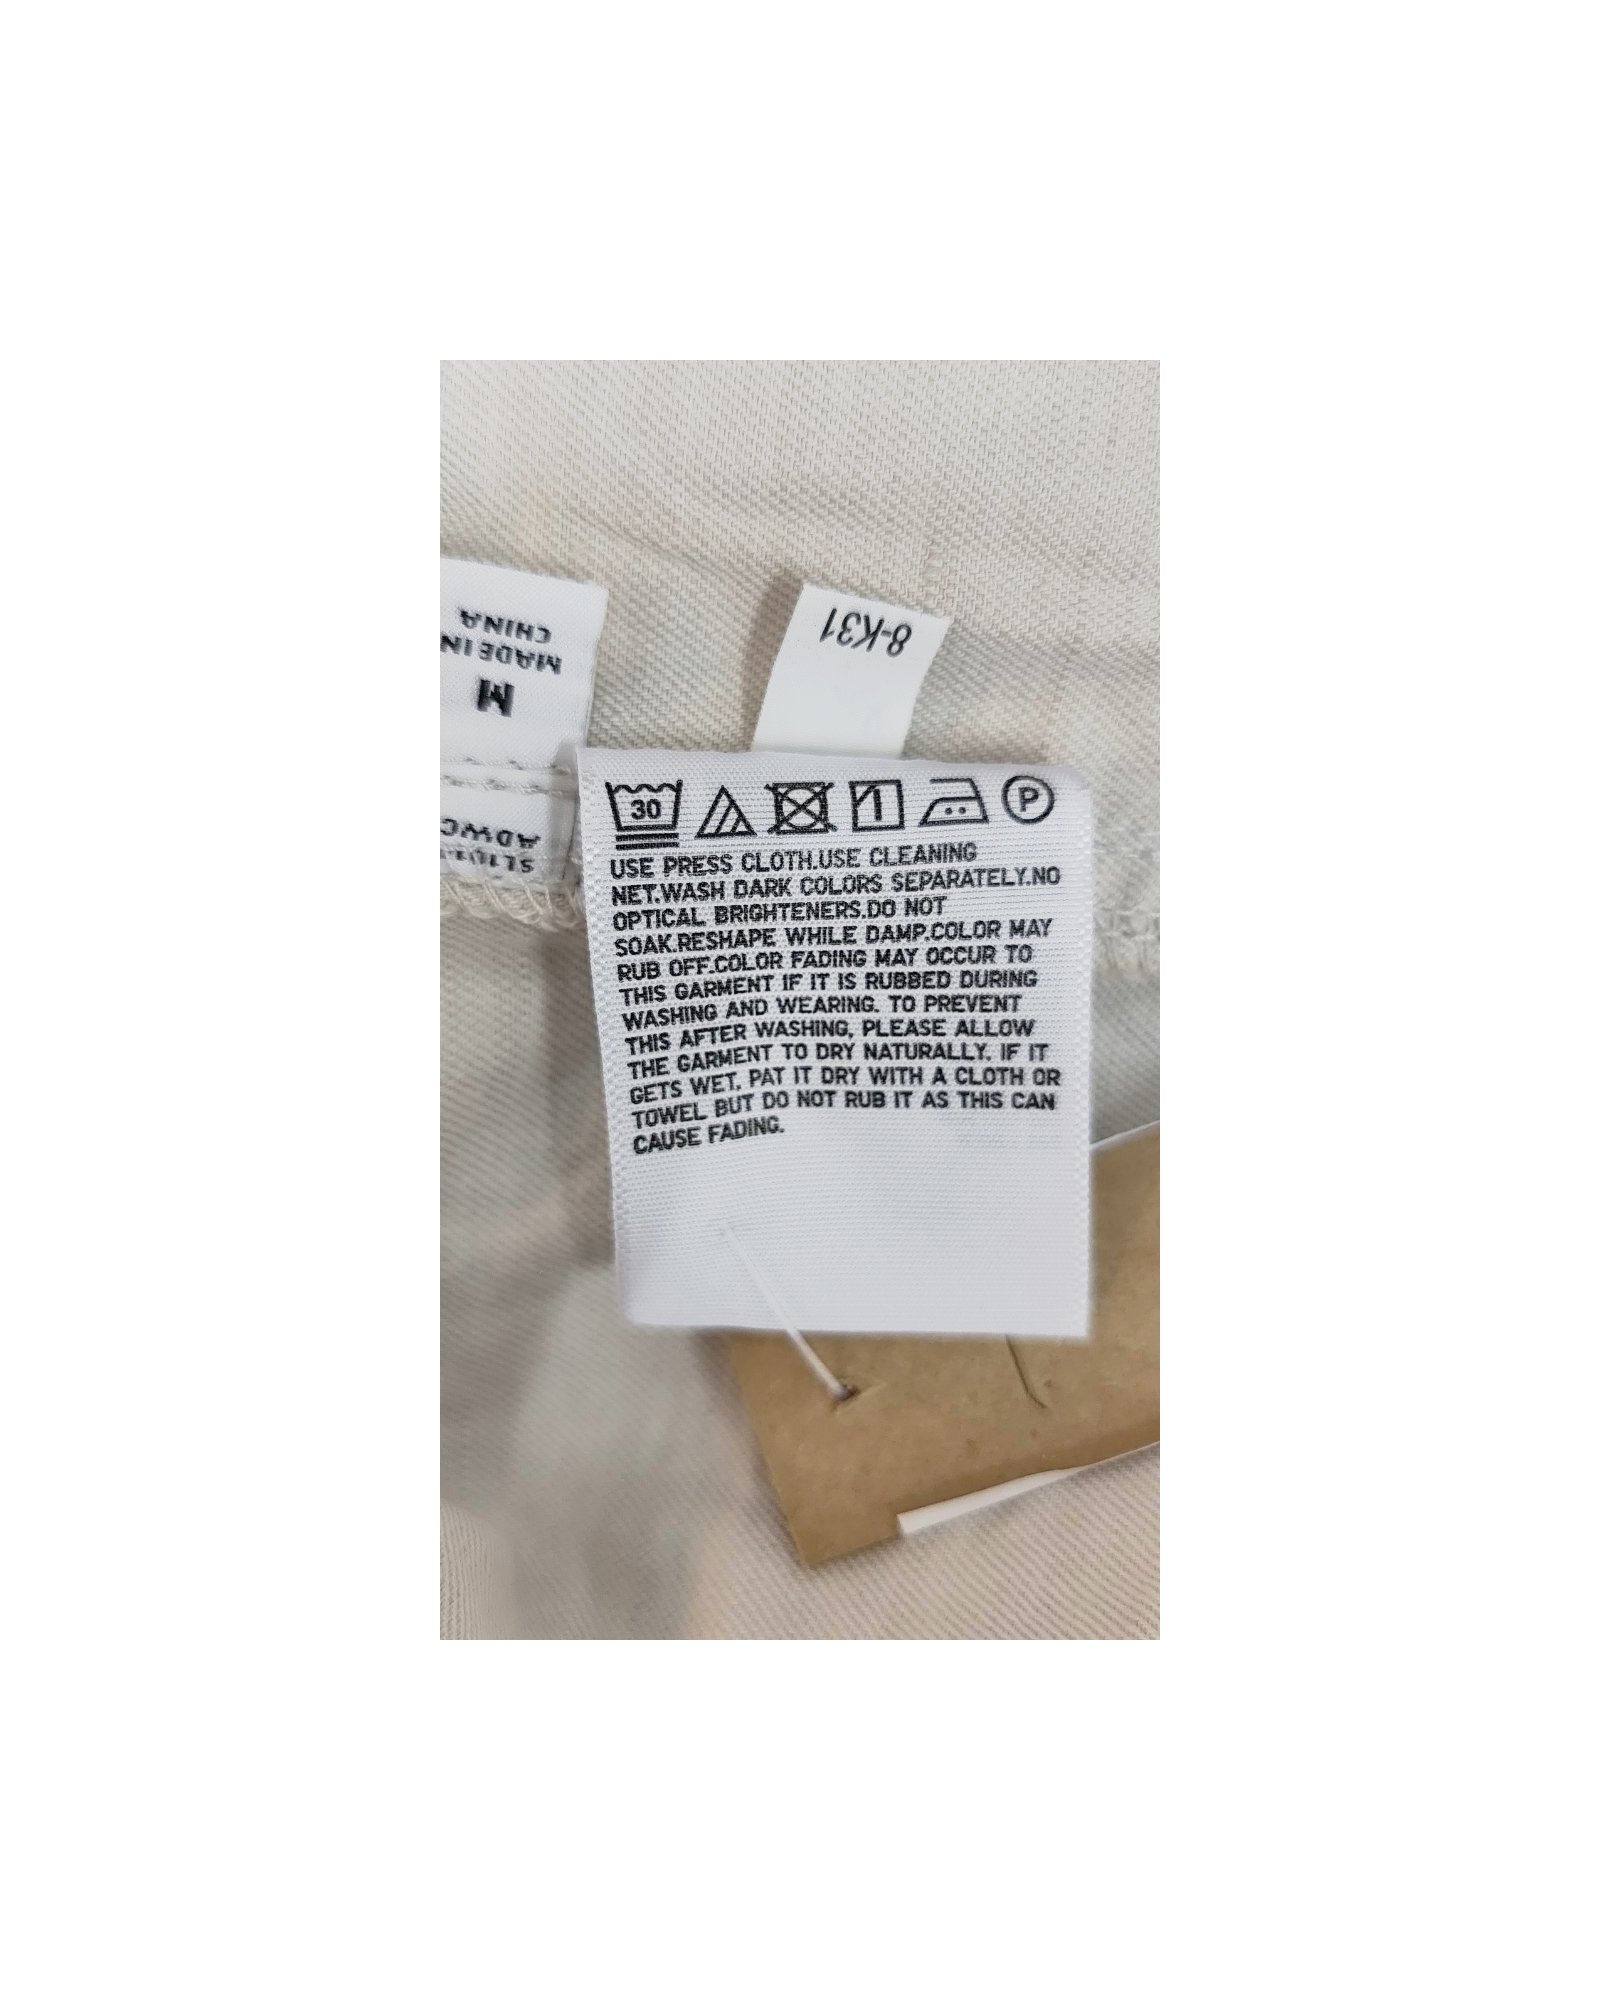 CHINA
MADE IN
M
8-K31
30
P
USE PRESS CLOTH.USE CLEANING
NET.WASH DARK COLORS SEPARATELY.NO
OPTICAL BRIGHTENERS.DO NOT
SOAK.RESHAPE WHILE DAMP.COLOR MAY
RUB OFF.COLOR FADING MAY OCCUR TO
THIS GARMENT IF IT IS RUBBED DURING
WASHING AND WEARING. TO PREVENT
THIS AFTER WASHING, PLEASE ALLOW
THE GARMENT TO DRY NATURALLY. IF IT
GETS WET, PAT IT DRY WITH A CLOTH OR
TOWEL BUT DO NOT RUB IT AS THIS CAN
CAUSE FADING.